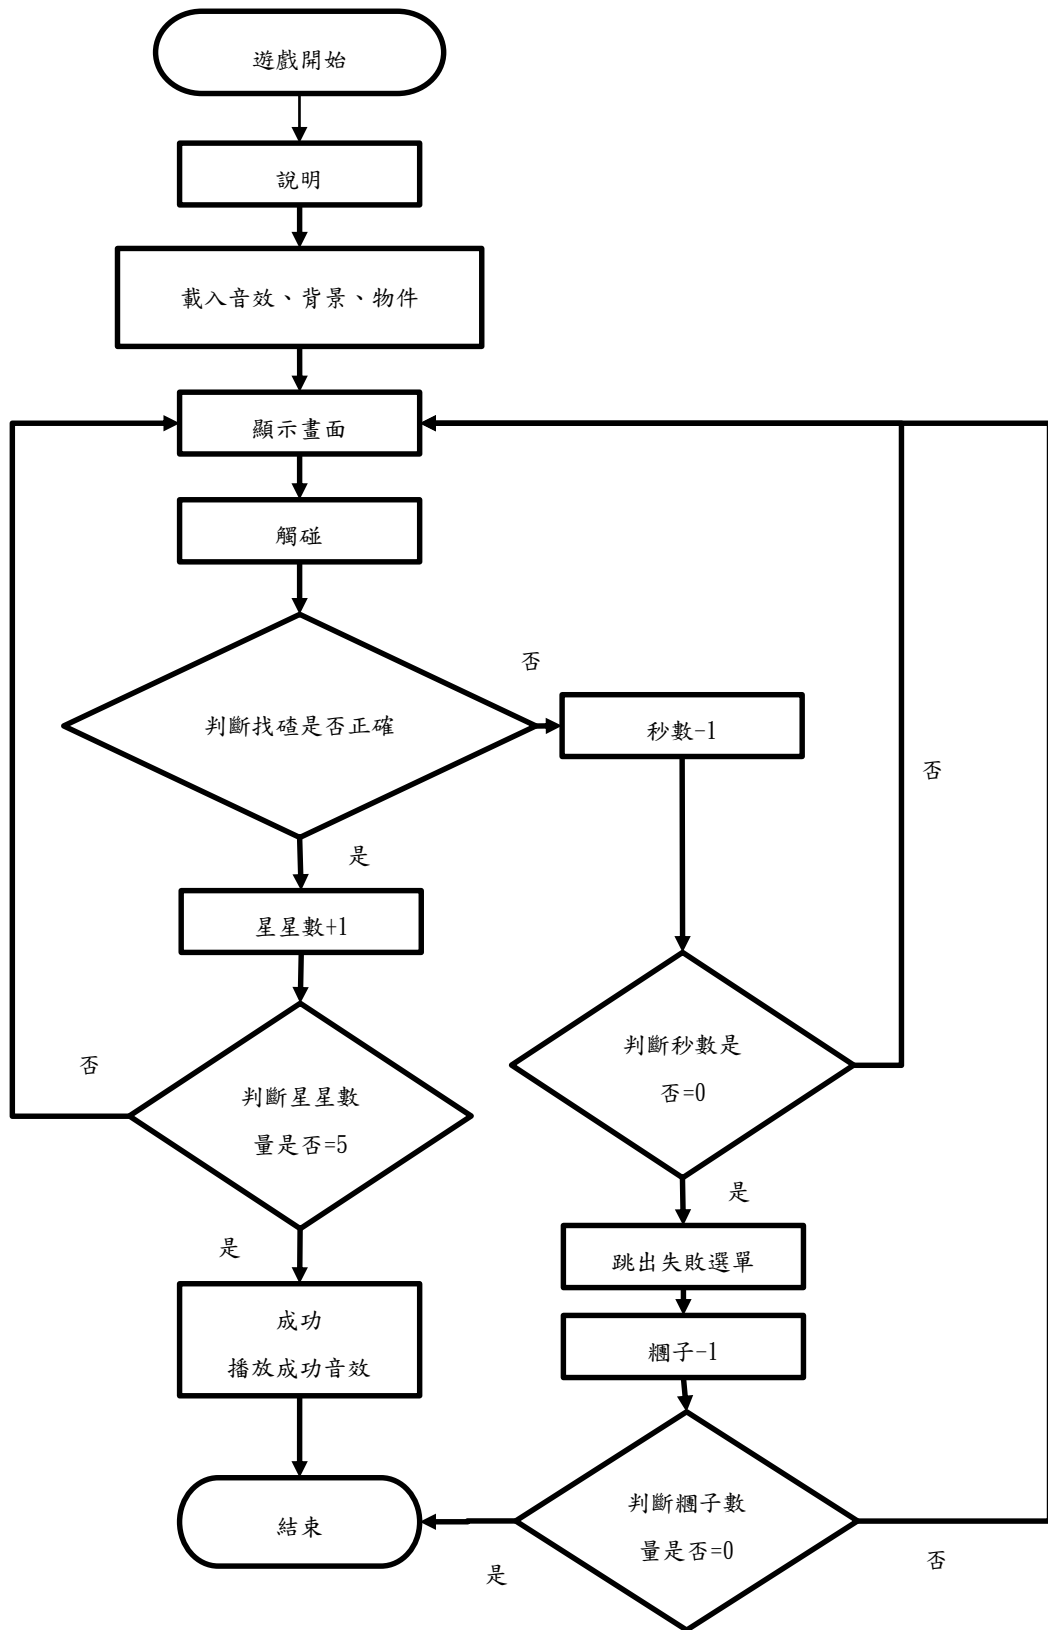 遊戲開始
說明
載入音效、背景、物件
顯示畫面
觸碰
否
判斷找碴是否正確
秒數-1
否
是
星星數+1
判斷秒數是
否=0
否
判斷星星數
量是否=5
是
是
跳出失敗選單
成功
播放成功音效
糰子-1
判斷糰子數
量是否=0
結束
是
否